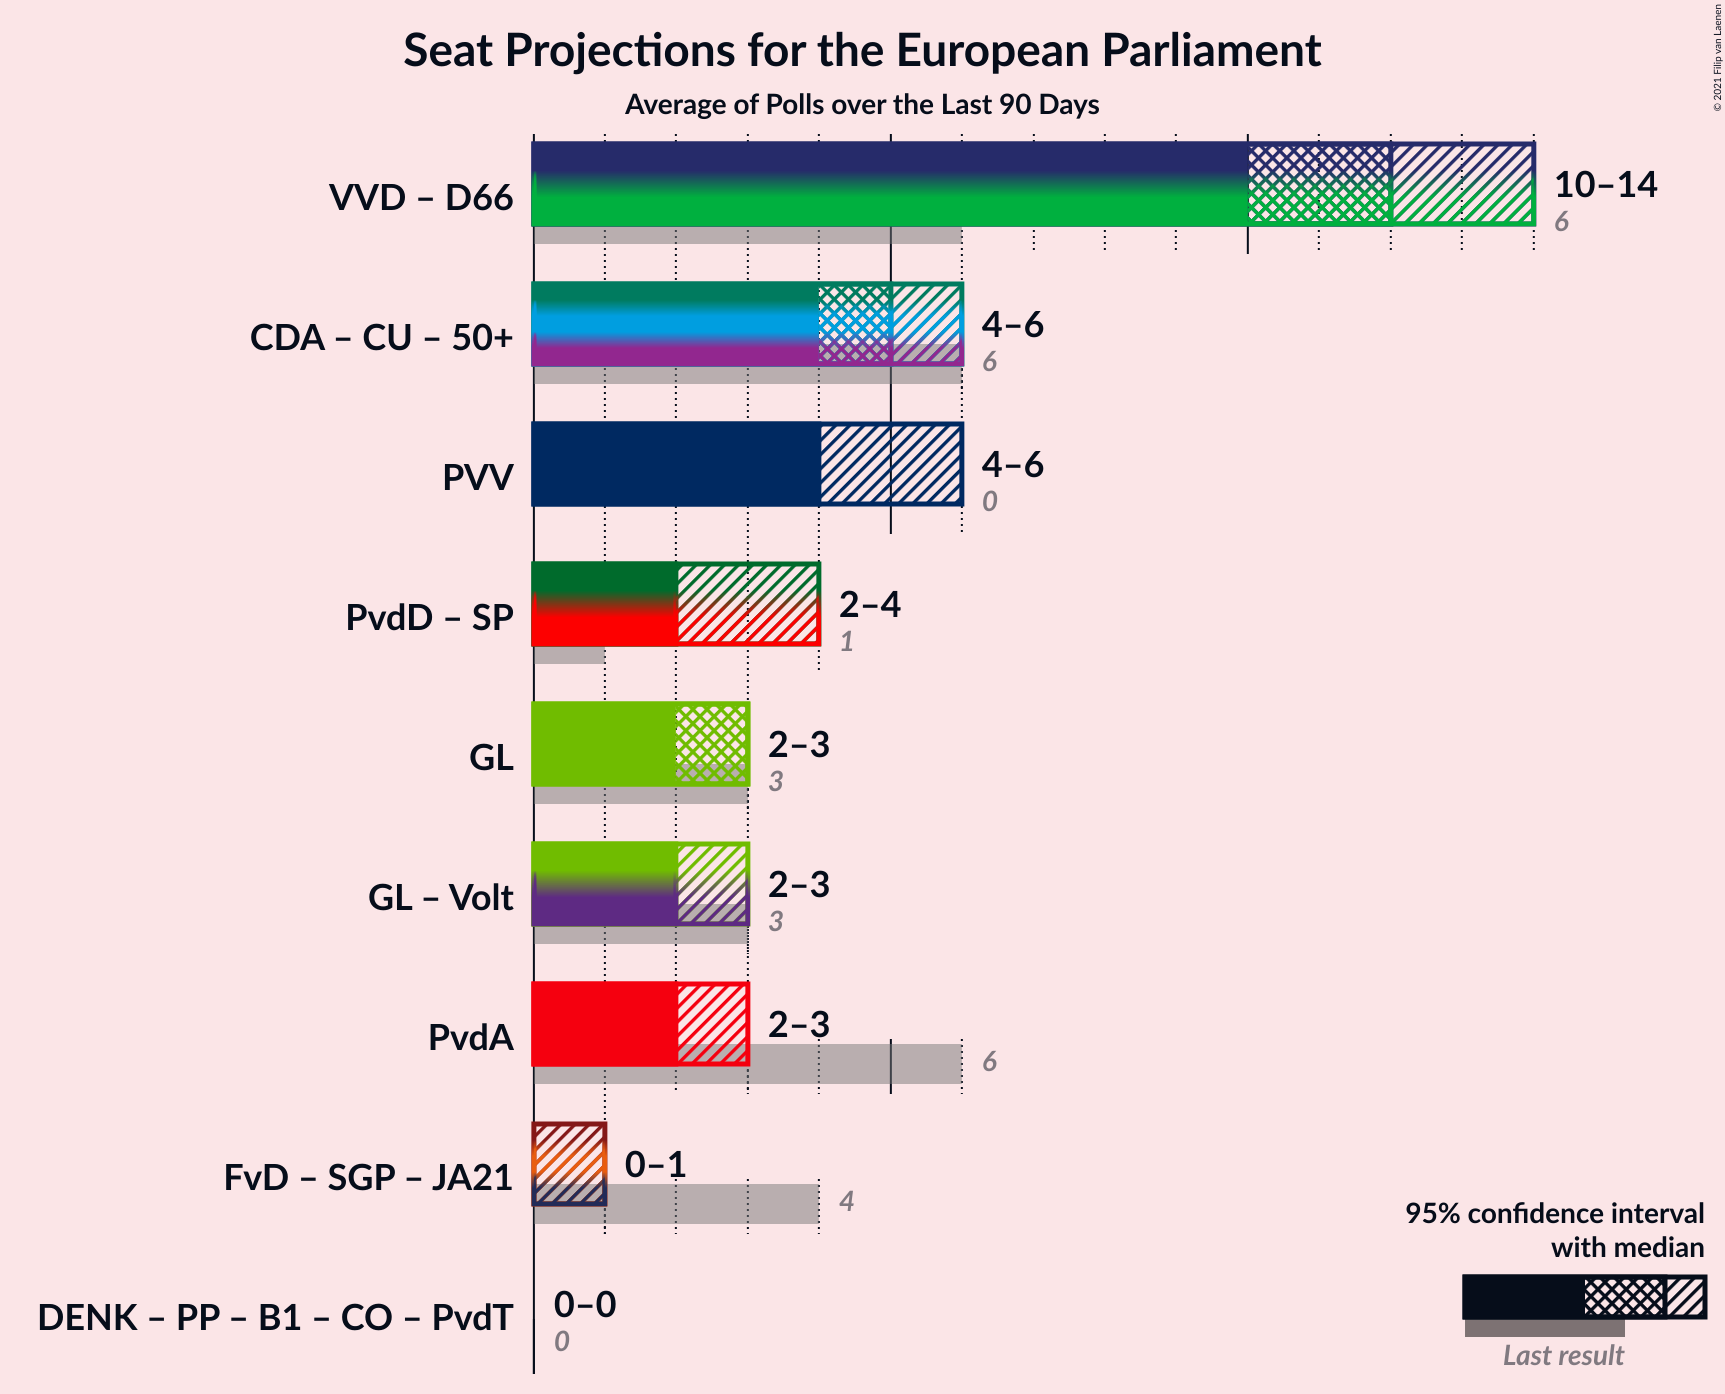 Seat Projections for the European Parliament
Average of Polls over the Last 90 Days
© 2021 Filip van Laenen
VVD – D66
10–14
6
CDA – CU – 50+
4–6
6
PVV
4–6
0
PvdD – SP
2–4
1
GL
2–3
3
GL – Volt
2–3
3
PvdA
2–3
6
FvD – SGP – JA21
0–1
4
DENK – PP – B1 – CO – PvdT
0–0
0
95% confidence interval
with median
Last result